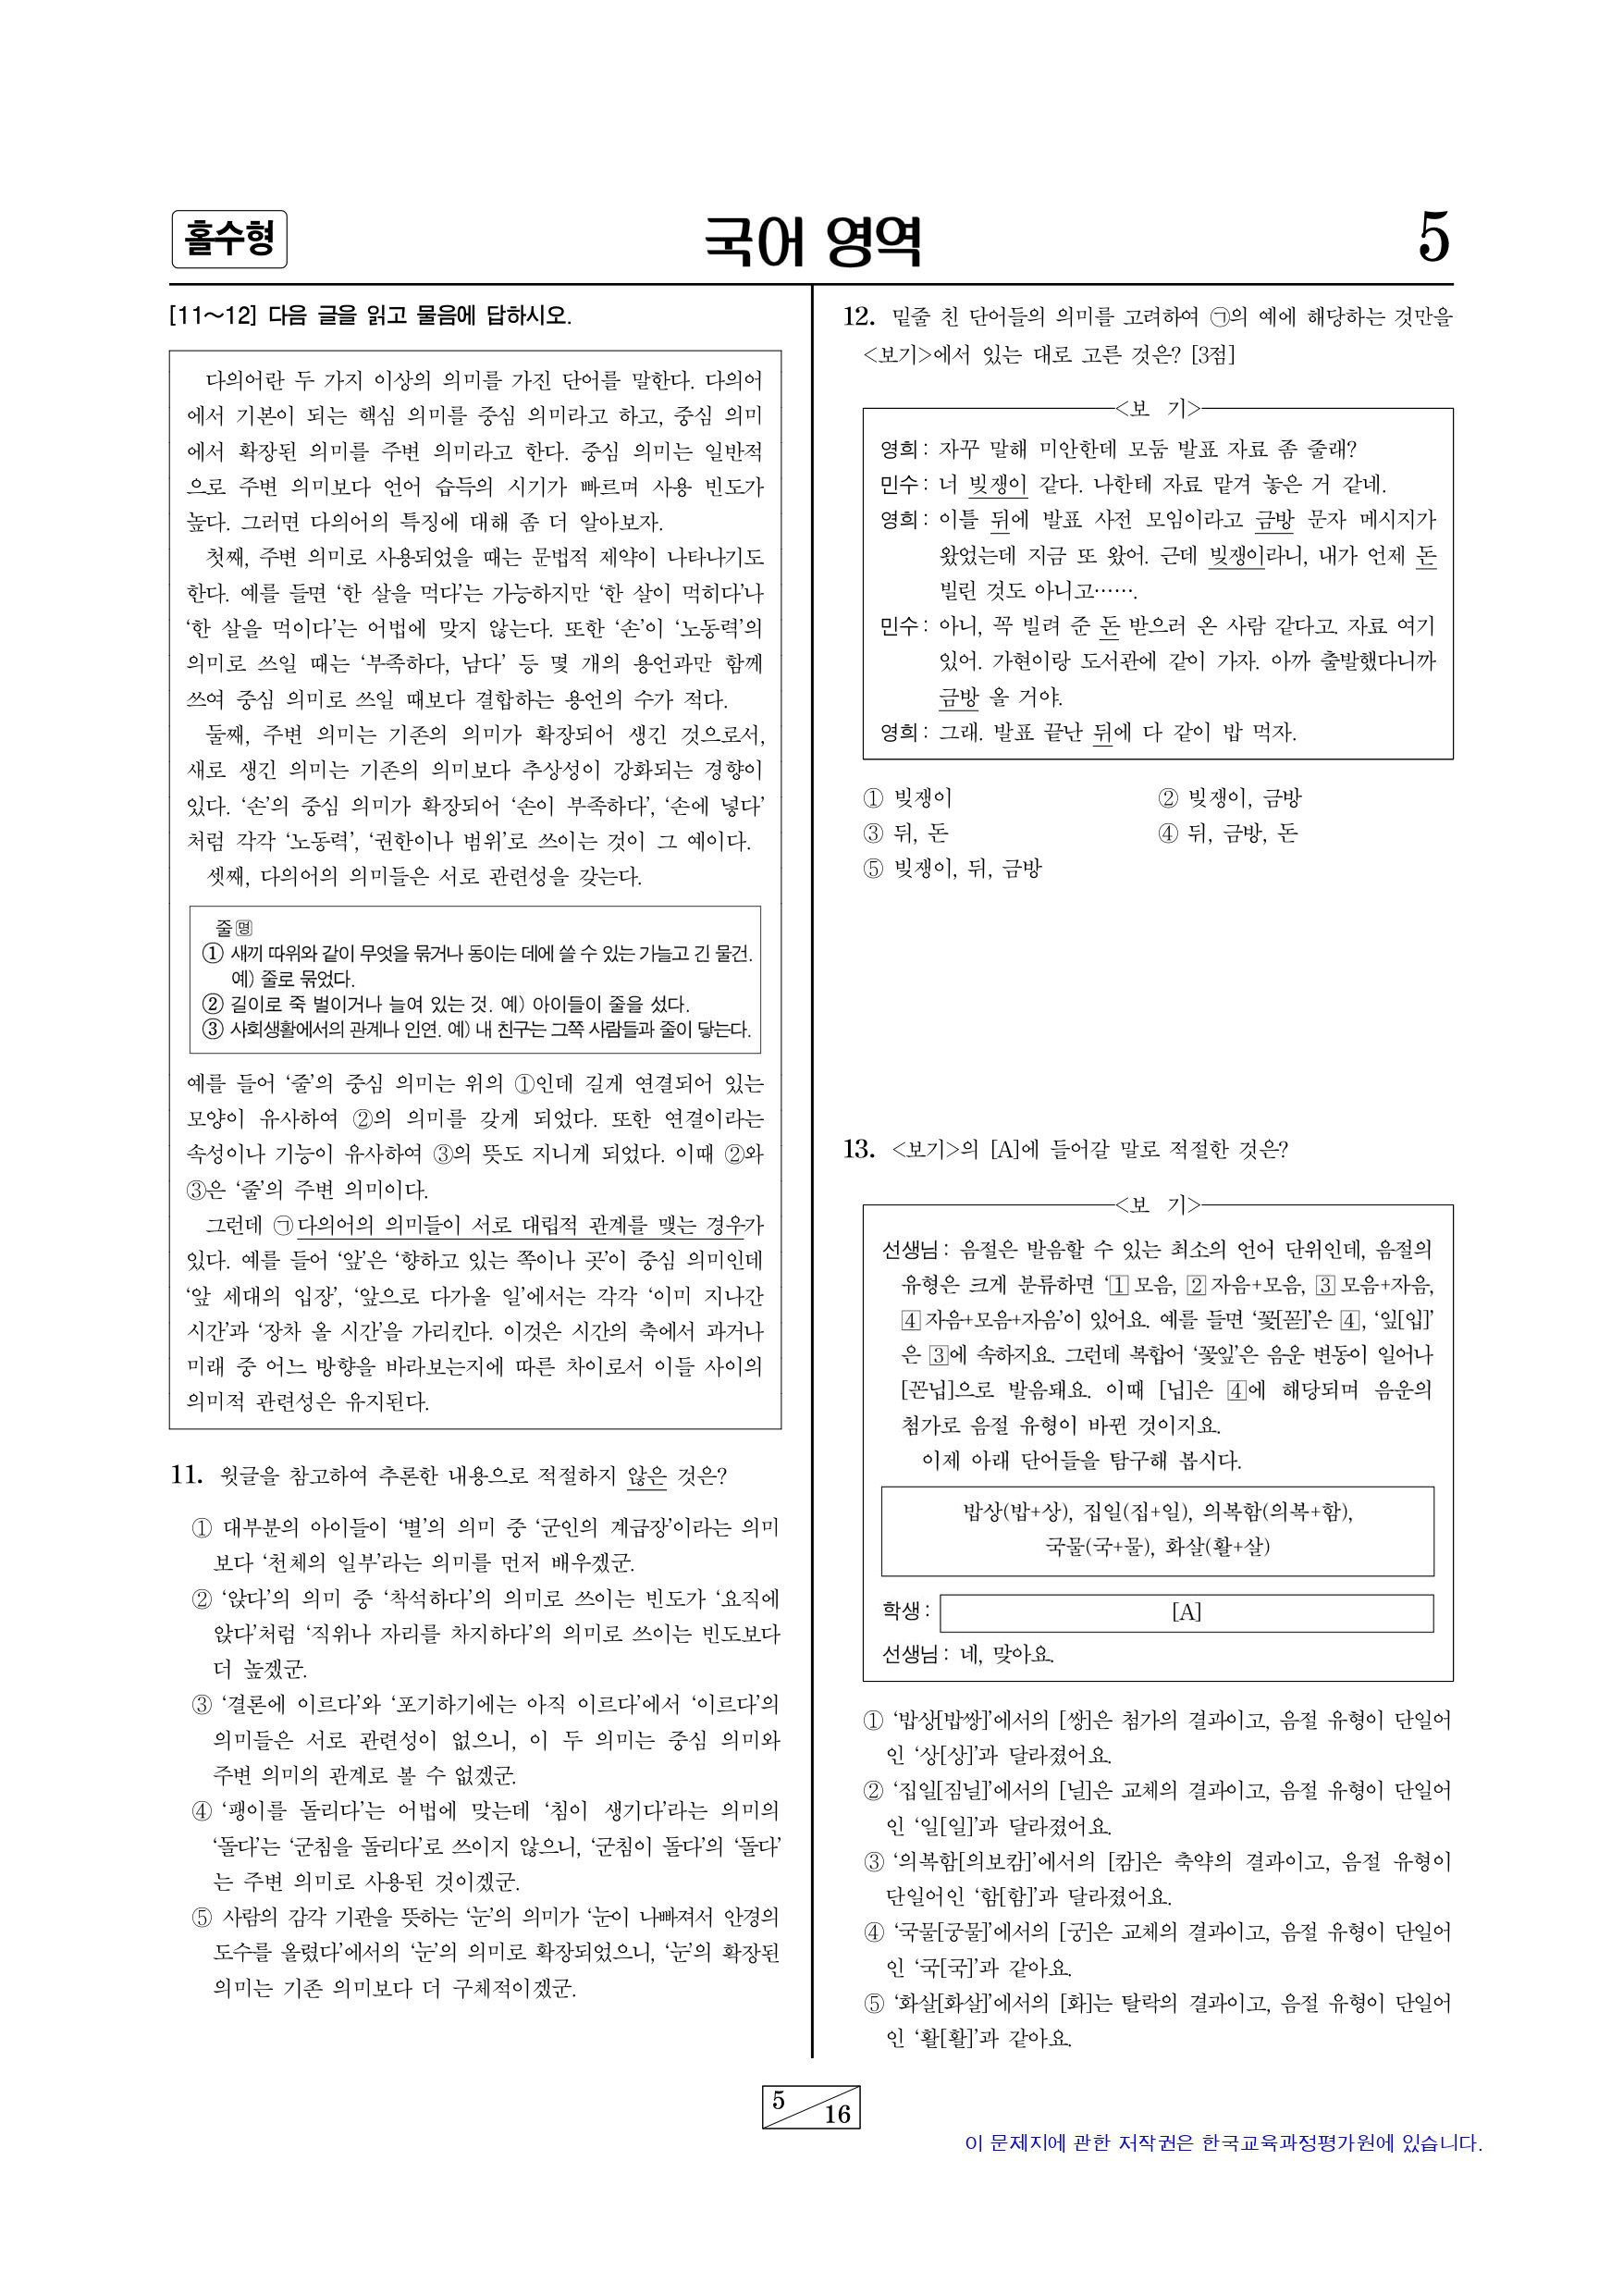 홀수형
국어 영역
5
[11~12] 다음 글을 읽고 물음에 답하시오.
다의어란 두 가지 이상의 의미를 가진 단어를 말한다. 다의어
에서 기본이 되는 핵심 의미를 중심 의미라고 하고, 중심 의미
에서 확장된 의미를 주변 의미라고 한다. 중심 의미는 일반적
으로 주변 의미보다 언어 습득의 시기가 빠르며 사용 빈도가
높다. 그러면 다의어의 특징에 대해 좀 더 알아보자.
첫째, 주변 의미로 사용되었을 때는 문법적 제약이 나타나기도
한다. 예를 들면 ‘한 살을 먹다’는 가능하지만 ‘한 살이 먹히다’나
‘한 살을 먹이다’는 어법에 맞지 않는다. 또한 ‘손’이 ‘노동력’의
의미로 쓰일 때는 ‘부족하다, 남다’ 등 몇 개의 용언과만 함께
쓰여 중심 의미로 쓰일 때보다 결합하는 용언의 수가 적다.
둘째, 주변 의미는 기존의 의미가 확장되어 생긴 것으로서,
새로 생긴 의미는 기존의 의미보다 추상성이 강화되는 경향이
있다. ‘손’의 중심 의미가 확장되어 ‘손이 부족하다’, ‘손에 넣다’
처럼 각각 ‘노동력’, ‘권한이나 범위’로 쓰이는 것이 그 예이다.
셋째, 다의어의 의미들은 서로 관련성을 갖는다.
줄 명
① 새끼 따위와 같이 무엇을 묶거나 동이는 데에 쓸 수 있는 가늘고 긴 물건.
예) 줄로 묶었다.
② 길이로 죽 벌이거나 늘여 있는 것. 예) 아이들이 줄을 섰다.
③ 사회생활에서의 관계나 인연. 예) 내 친구는 그쪽 사람들과 줄이 닿는다.
예를 들어 ‘줄’의 중심 의미는 위의 ①인데 길게 연결되어 있는
모양이 유사하여 ②의 의미를 갖게 되었다. 또한 연결이라는
속성이나 기능이 유사하여 ③의 뜻도 지니게 되었다. 이때 ②와
③은 ‘줄’의 주변 의미이다.
그런데 ㉠다의어의 의미들이 서로 대립적 관계를 맺는 경우가
있다. 예를 들어 ‘앞’은 ‘향하고 있는 쪽이나 곳’이 중심 의미인데
‘앞 세대의 입장’, ‘앞으로 다가올 일’에서는 각각 ‘이미 지나간
시간’과 ‘장차 올 시간’을 가리킨다. 이것은 시간의 축에서 과거나
미래 중 어느 방향을 바라보는지에 따른 차이로서 이들 사이의
의미적 관련성은 유지된다.
11. 윗글을 참고하여 추론한 내용으로 적절하지 않은 것은?
① 대부분의 아이들이 ‘별’의 의미 중 ‘군인의 계급장’이라는 의미
보다 ‘천체의 일부’라는 의미를 먼저 배우겠군.
② ‘앉다’의 의미 중 ‘착석하다’의 의미로 쓰이는 빈도가 ‘요직에
앉다’처럼 ‘직위나 자리를 차지하다’의 의미로 쓰이는 빈도보다
더 높겠군.
③ ‘결론에 이르다’와 ‘포기하기에는 아직 이르다’에서 ‘이르다’의
의미들은 서로 관련성이 없으니, 이 두 의미는 중심 의미와
주변 의미의 관계로 볼 수 없겠군.
④ ‘팽이를 돌리다’는 어법에 맞는데 ‘침이 생기다’라는 의미의
‘돌다’는 ‘군침을 돌리다’로 쓰이지 않으니, ‘군침이 돌다’의 ‘돌다’
는 주변 의미로 사용된 것이겠군.
⑤ 사람의 감각 기관을 뜻하는 ‘눈’의 의미가 ‘눈이 나빠져서 안경의
도수를 올렸다’에서의 ‘눈’의 의미로 확장되었으니, ‘눈’의 확장된
의미는 기존 의미보다 더 구체적이겠군.
12. 밑줄 친 단어들의 의미를 고려하여 ㉠의 예에 해당하는 것만을
<보기>에서 있는 대로 고른 것은? [3점]
<보 기>
영희: 자꾸 말해 미안한데 모둠 발표 자료 좀 줄래?
민수: 너 빚쟁이 같다. 나한테 자료 맡겨 놓은 거 같네.
영희: 이틀 뒤에 발표 사전 모임이라고 금방 문자 메시지가
왔었는데 지금 또 왔어. 근데 빚쟁이라니, 내가 언제 돈
빌린 것도 아니고…….
민수: 아니, 꼭 빌려 준 돈 받으러 온 사람 같다고. 자료 여기
있어. 가현이랑 도서관에 같이 가자. 아까 출발했다니까
금방 올 거야.
영희: 그래. 발표 끝난 뒤에 다 같이 밥 먹자.
① 빚쟁이 ② 빚쟁이, 금방
③ 뒤, 돈 ④ 뒤, 금방, 돈
⑤ 빚쟁이, 뒤, 금방
13. <보기>의 [A]에 들어갈 말로 적절한 것은?
<보 기>
선생님: 음절은 발음할 수 있는 최소의 언어 단위인데, 음절의
유형은 크게 분류하면 ‘1 모음, 2 자음+모음, 3 모음+자음,
4 자음+모음+자음’이 있어요. 예를 들면 ‘꽃[꼳]’은 4, ‘잎[입]’
은 3에 속하지요. 그런데 복합어 ‘꽃잎’은 음운 변동이 일어나
[꼰닙]으로 발음돼요. 이때 [닙]은 4에 해당되며 음운의
첨가로 음절 유형이 바뀐 것이지요.
이제 아래 단어들을 탐구해 봅시다.
밥상(밥+상), 집일(집+일), 의복함(의복+함),
국물(국+물), 화살(활+살)
학생: [A]
선생님: 네, 맞아요.
① ‘밥상[밥쌍]’에서의 [쌍]은 첨가의 결과이고, 음절 유형이 단일어
인 ‘상[상]’과 달라졌어요.
② ‘집일[짐닐]’에서의 [닐]은 교체의 결과이고, 음절 유형이 단일어
인 ‘일[일]’과 달라졌어요.
③ ‘의복함[의보캄]’에서의 [캄]은 축약의 결과이고, 음절 유형이
단일어인 ‘함[함]’과 달라졌어요.
④ ‘국물[궁물]’에서의 [궁]은 교체의 결과이고, 음절 유형이 단일어
인 ‘국[국]’과 같아요.
⑤ ‘화살[화살]’에서의 [화]는 탈락의 결과이고, 음절 유형이 단일어
인 ‘활[활]’과 같아요.
5
16
이 문제지에 관한 저작권은 한국교육과정평가원에 있습니다.